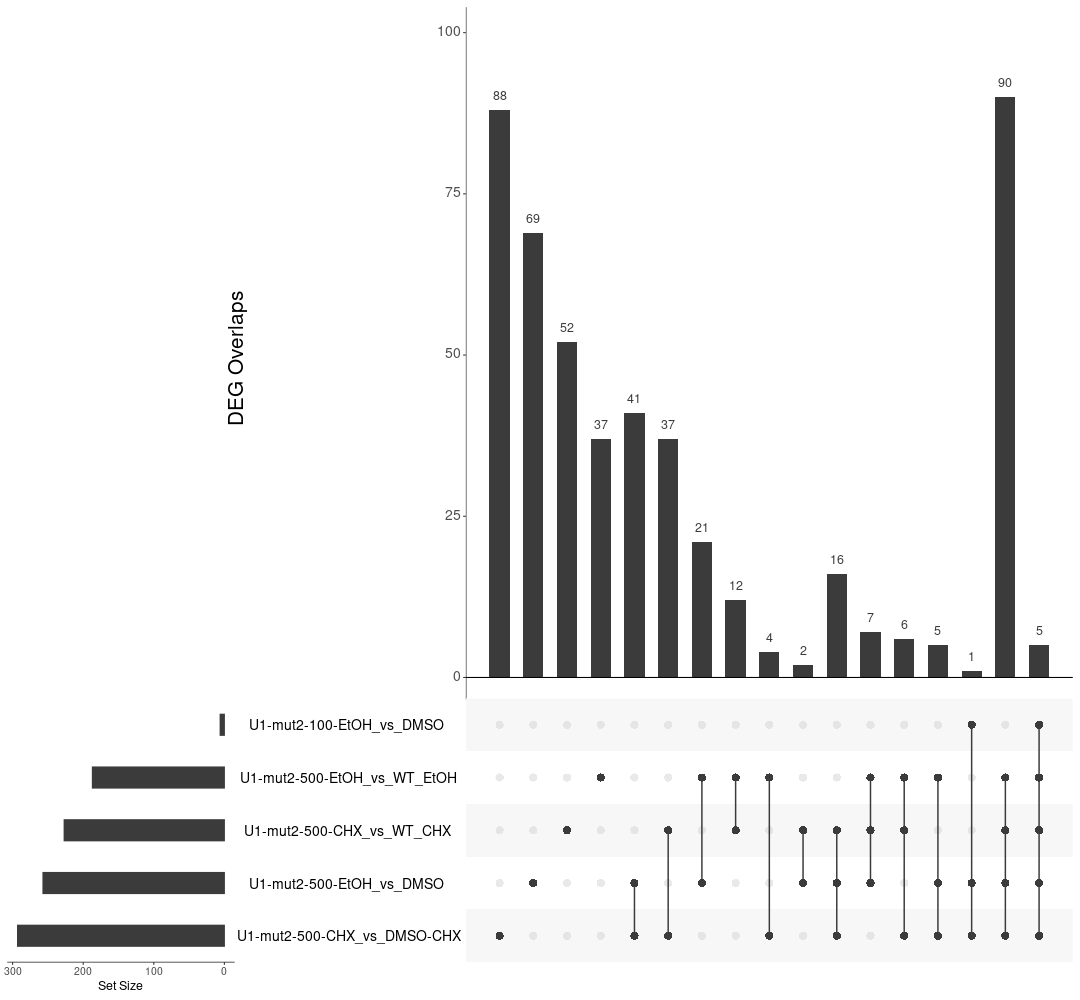 100
90
88
75
69
DEG Overlaps
52
50
41
37
37
25
21
16
12
7
6
5
5
4
2
1
0
U1-mut2-100-EtOH_vs_DMSO
U1-mut2-500-EtOH_vs_WT_EtOH
U1-mut2-500-CHX_vs_WT_CHX
U1-mut2-500-EtOH_vs_DMSO
U1-mut2-500-CHX_vs_DMSO-CHX
300 200 100 0
Set Size